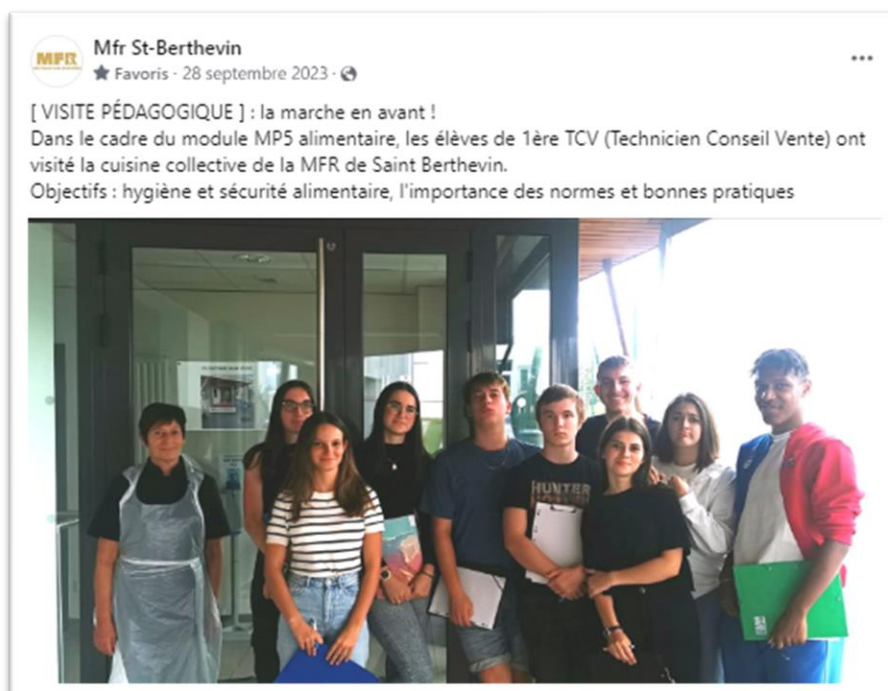 Mfr St-Berthevin
MFR
Favoris · 28 septembre 2023 ·
[ VISITE PÉDAGOGIQUE ] : la marche en avant !
Dans le cadre du module MP5 alimentaire, les élèves de 1ère TCV (Technicien Conseil Vente) ont
visité la cuisine collective de la MFR de Saint Berthevin.
Objectifs : hygiène et sécurité alimentaire, l'importance des normes et bonnes pratiques
HUNTER